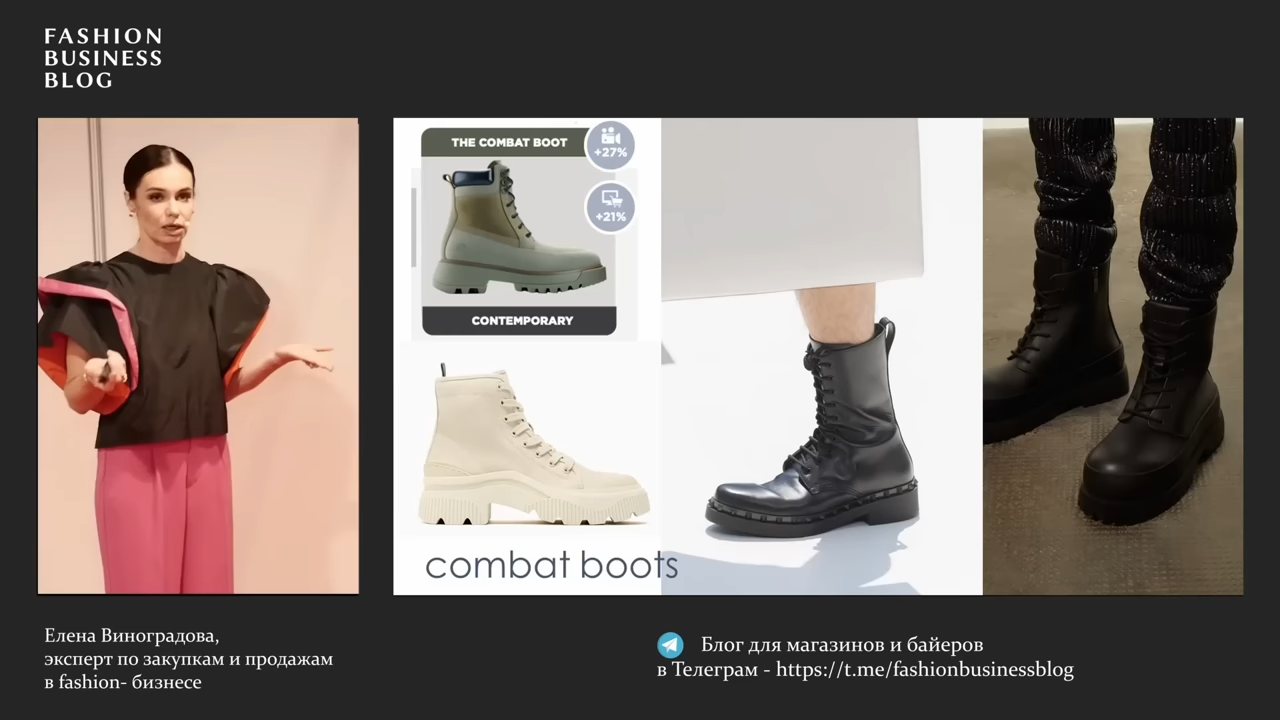 FASHION
BUSINESS
BLOG
THE COMBAT BOOT
+27%
+21%
CONTEMPORARY
combat boots
Елена Виноградова,
эксперт по закупкам и продажам
в fashion- бизнесе
Блог для магазинов и байеров
в Телеграм - https://t.me/fashionbusinessblog